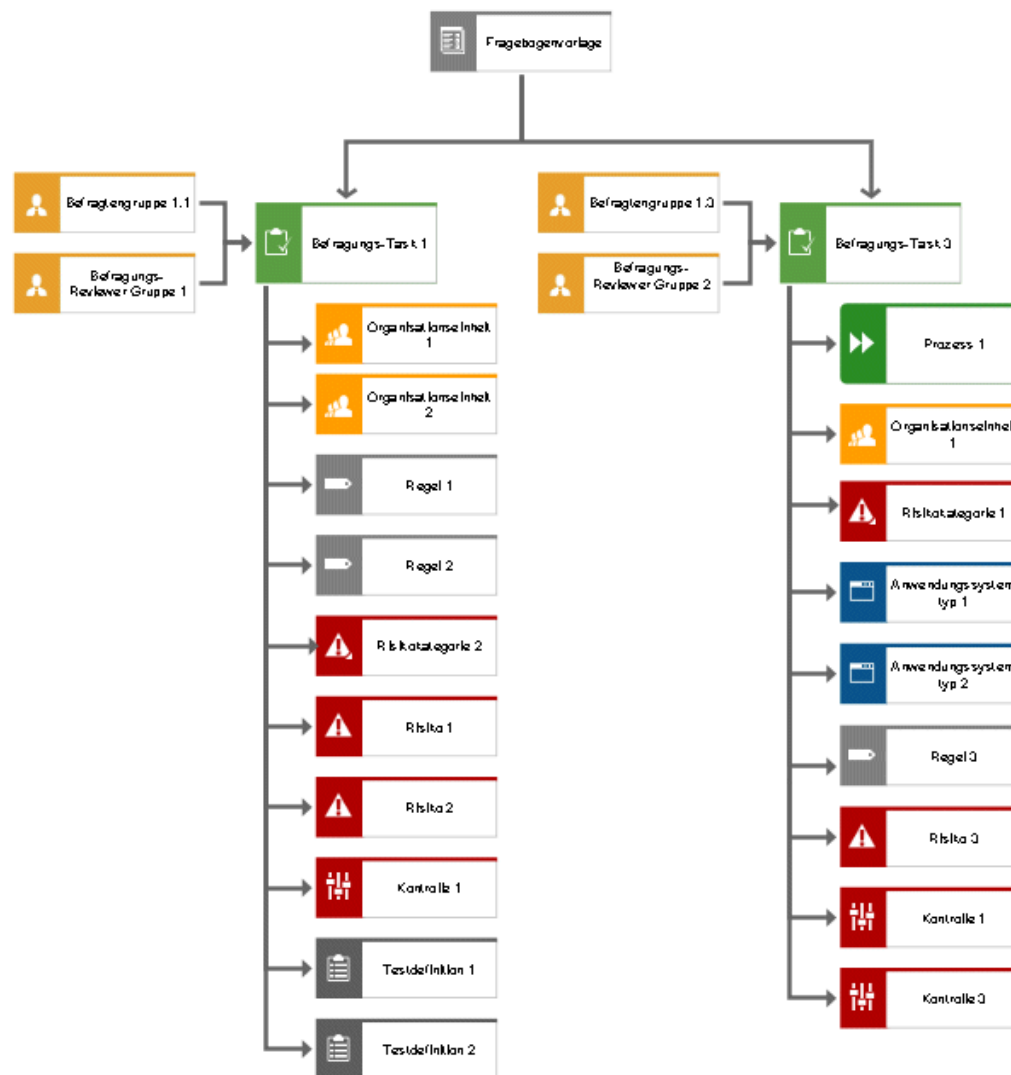 Fragebogenvorlage
Befragtengruppe 1.1
Befragungs-
Reviewer Gruppe 1
Befragungs-Task 1
Organisationseinheit
1
Organisationseinheit
2
Regel 1
Regel 2
Risikokategorie 2
Risiko 1
Risiko 2
Kontrolle 1
Testdefinition 1
Testdefinition 2
Befragtengruppe 1.3
Befragungs-
Reviewer Gruppe 2
Befragungs-Task 3
Prozess 1
Organisationseinheit
1
Risikokategorie 1
Anwendungssystem
typ 1
Anwendungssystem
typ 2
Regel 3
Risiko 3
Kontrolle 1
Kontrolle 3